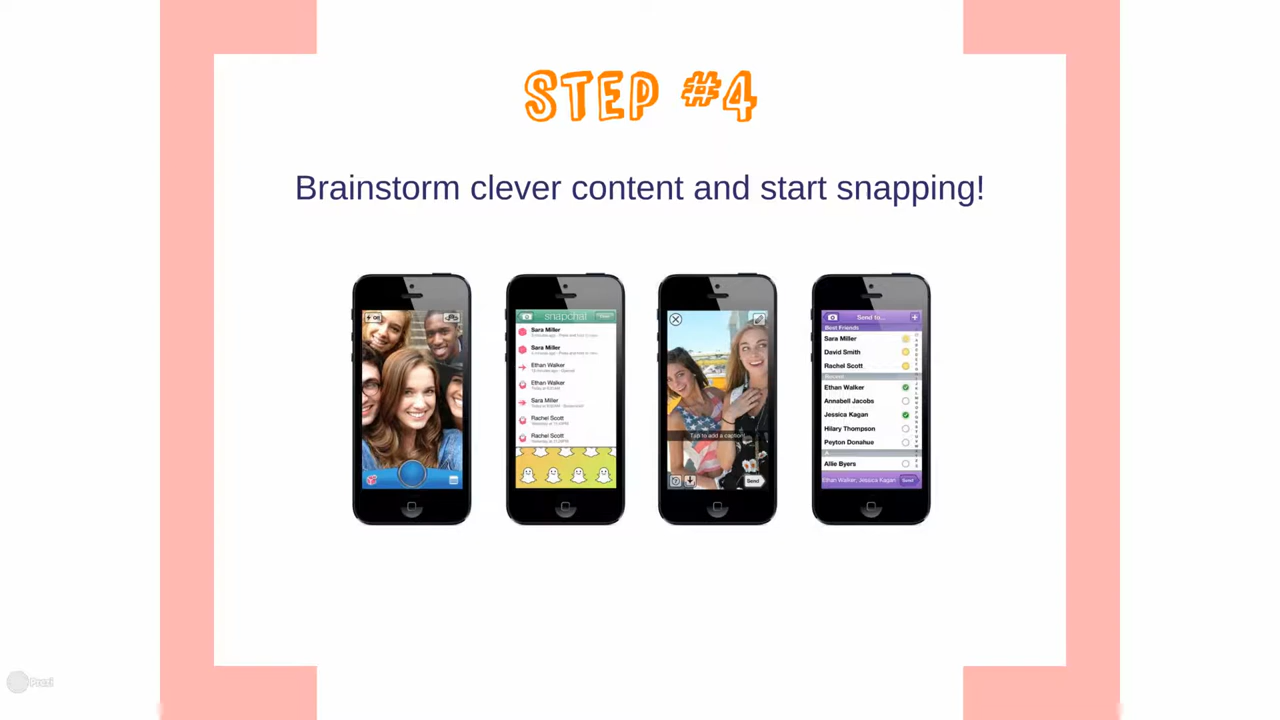 STEP #4
Brainstorm clever content and start snapping!
snapchat
Sara Miller
Sara Miller
Ethan Walker
Ethan Walker
Sara Miller
Rachel Scott
Rachel Scott
Tap to add a caption
Send
Send to...
Best Friends
Sara Miller
David Smith
Rachel Scott
Ethan Walker
Annabell Jacobs
Jessica Kagan
Hilary Thompson
Peyton Donahue
A
Allie Byers
Ethan Walker, Jessica Kagan
Send
Prezi